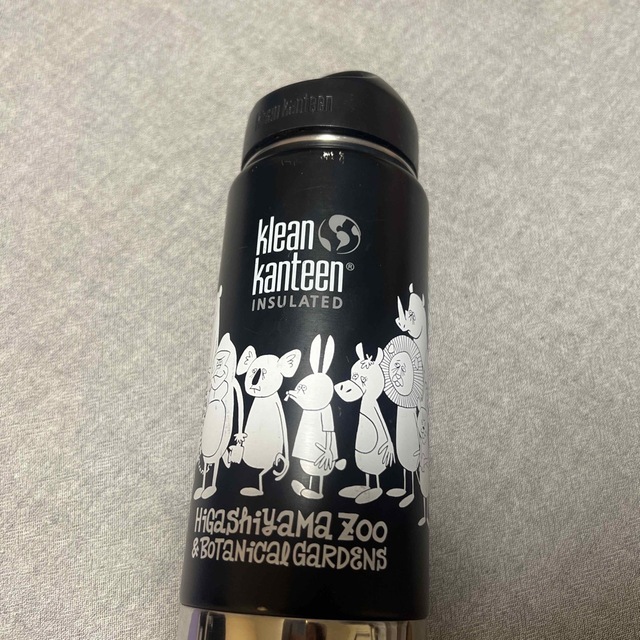 klean kanteen
klean
kanteen®
INSULATED
HiGASHiYAMA ZOO
& BOTANiCAL GARDENS